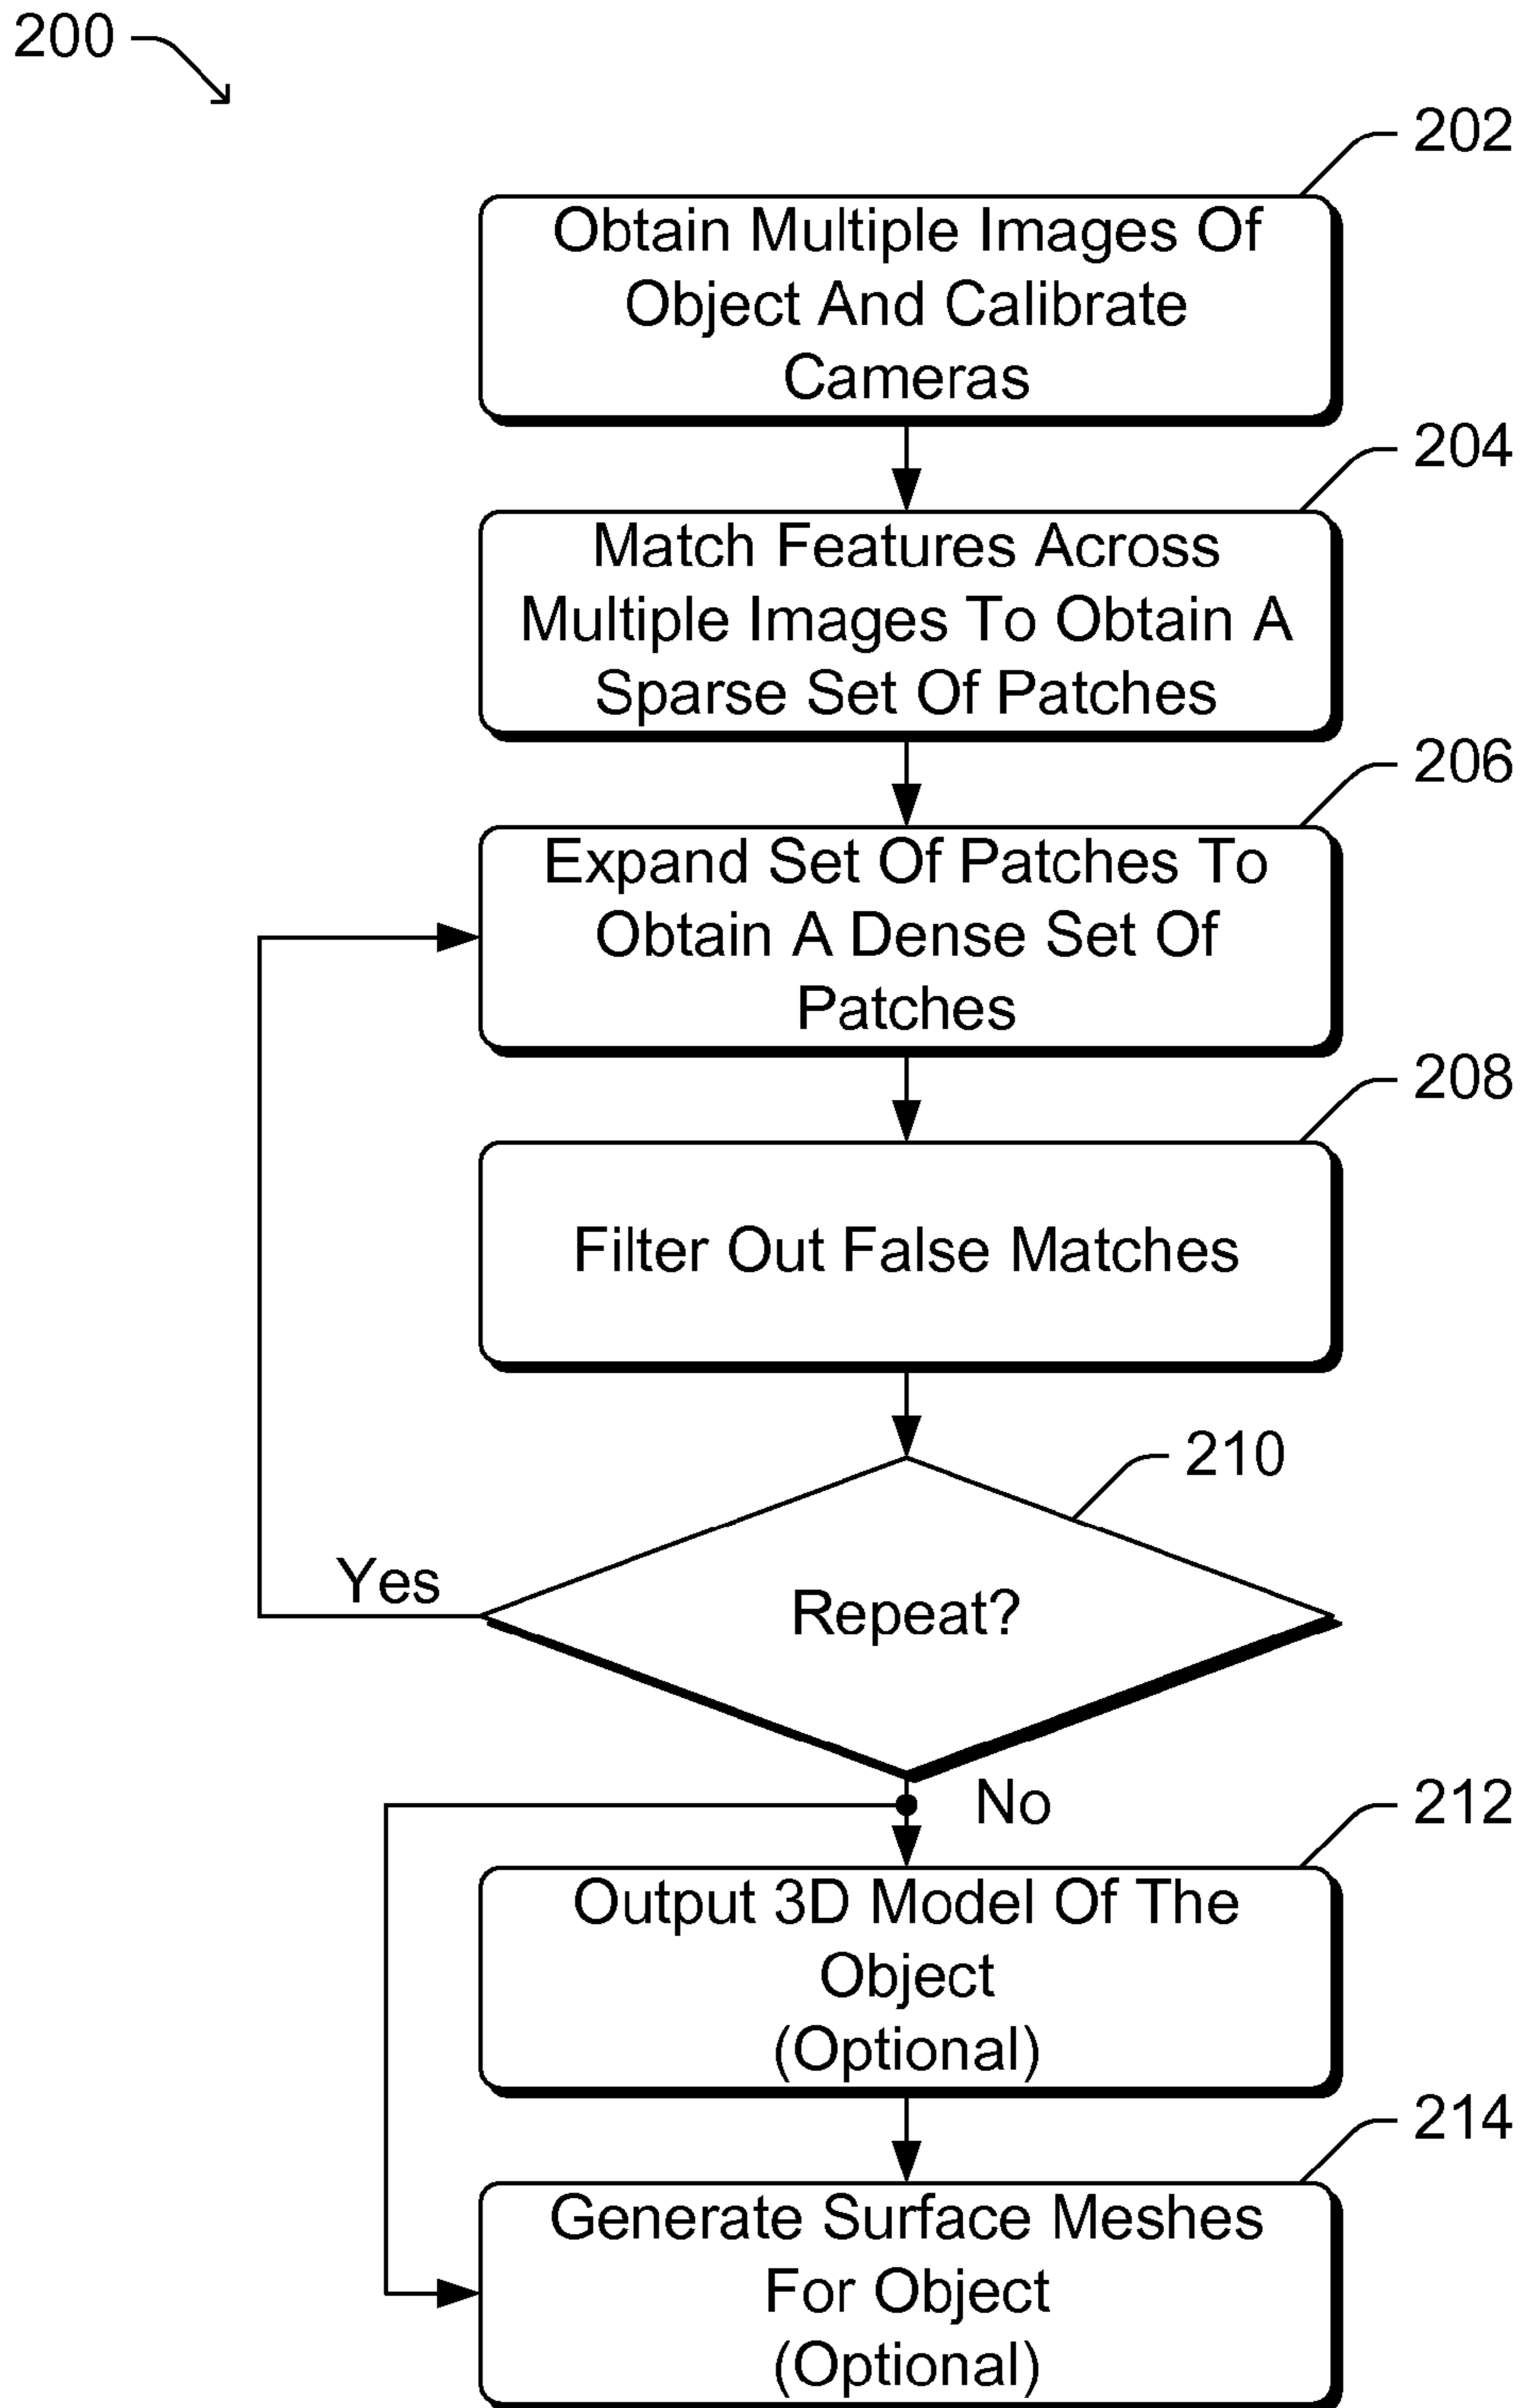 200
202
Obtain Multiple Images Of
Object And Calibrate
Cameras
204
Match Features Across
Multiple Images To Obtain A
Sparse Set Of Patches
206
Expand Set Of Patches To
Obtain A Dense Set Of
Patches
208
Filter Out False Matches
210
Repeat?
Yes
No
212
Output 3D Model Of The
Object
(Optional)
214
Generate Surface Meshes
For Object
(Optional)